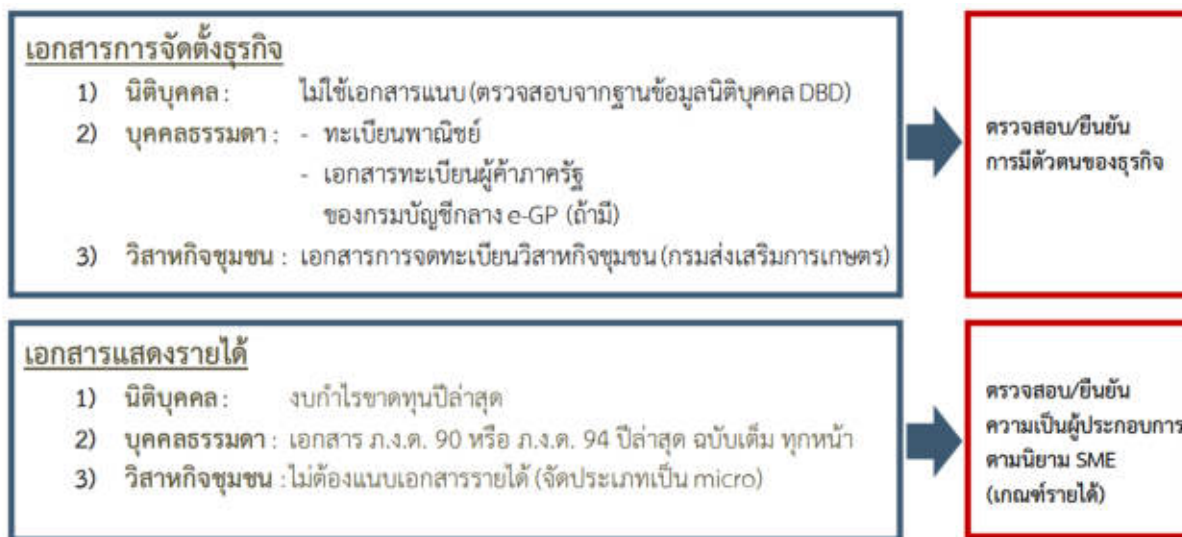 เอกสารการจัดตั้งธุรกิจ
1) นิติบุคคล : ไม่ใช้เอกสารแนบ (ตรวจสอบจากฐานข้อมูลนิติบุคคล DBD)
2) บุคคลธรรมดา : - ทะเบียนพาณิชย์
- เอกสารทะเบียนผู้ค้าภาครัฐ
ของกรมบัญชีกลาง e-GP (ถ้ามี)
3) วิสาหกิจชุมชน : เอกสารการจดทะเบียนวิสาหกิจชุมชน (กรมส่งเสริมการเกษตร)
ตรวจสอบ/ยืนยัน
การมีตัวตนของธุรกิจ
เอกสารแสดงรายได้
1) นิติบุคคล : งบกำไรขาดทุนปีล่าสุด
2) บุคคลธรรมดา : เอกสาร ภ.ง.ด. 90 หรือ ภ.ง.ด. 94 ปีล่าสุด ฉบับเต็ม ทุกหน้า
3) วิสาหกิจชุมชน : ไม่ต้องแนบเอกสารรายได้ (จัดประเภทเป็น micro)
ตรวจสอบ/ยืนยัน
ความเป็นผู้ประกอบการ
ตามนิยาม SME
(เกณฑ์รายได้)